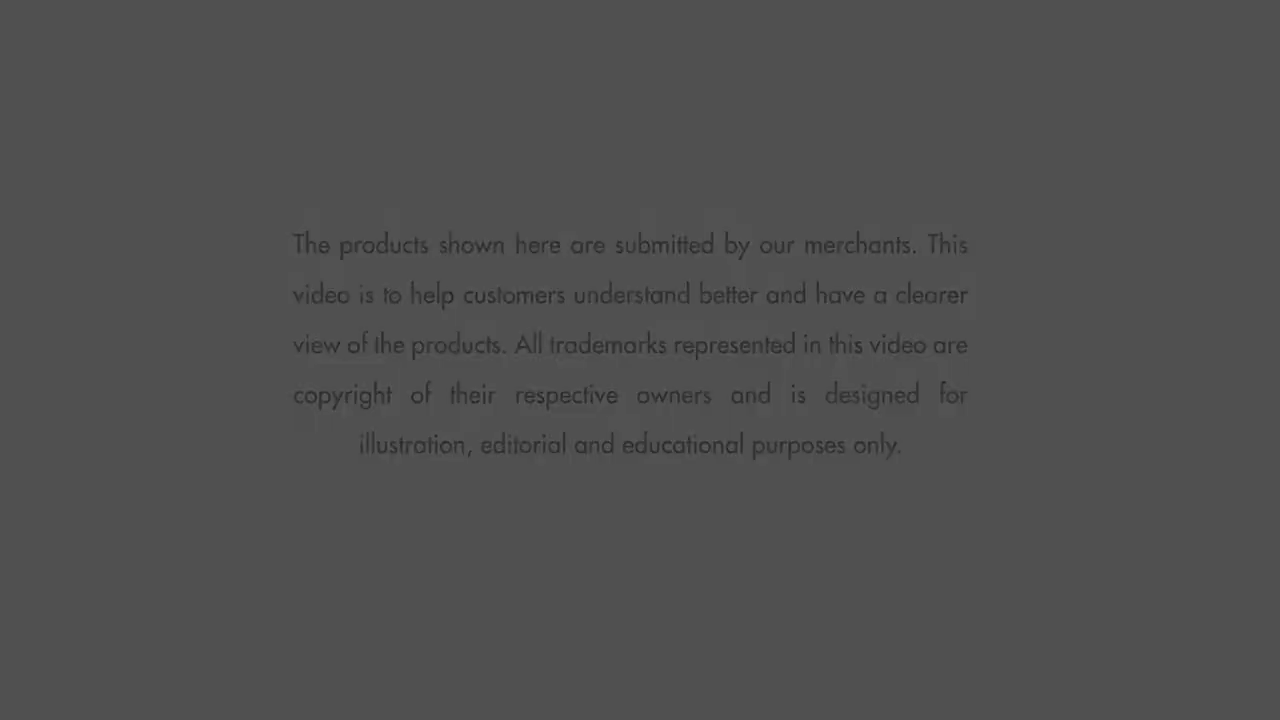 The products shown here are submitted by our merchants. This
video is to help customers understand better and have a clearer
view of the products. All trademarks represented in this video are
copyright of their respective owners and is designed for
illustration, editorial and educational purposes only.